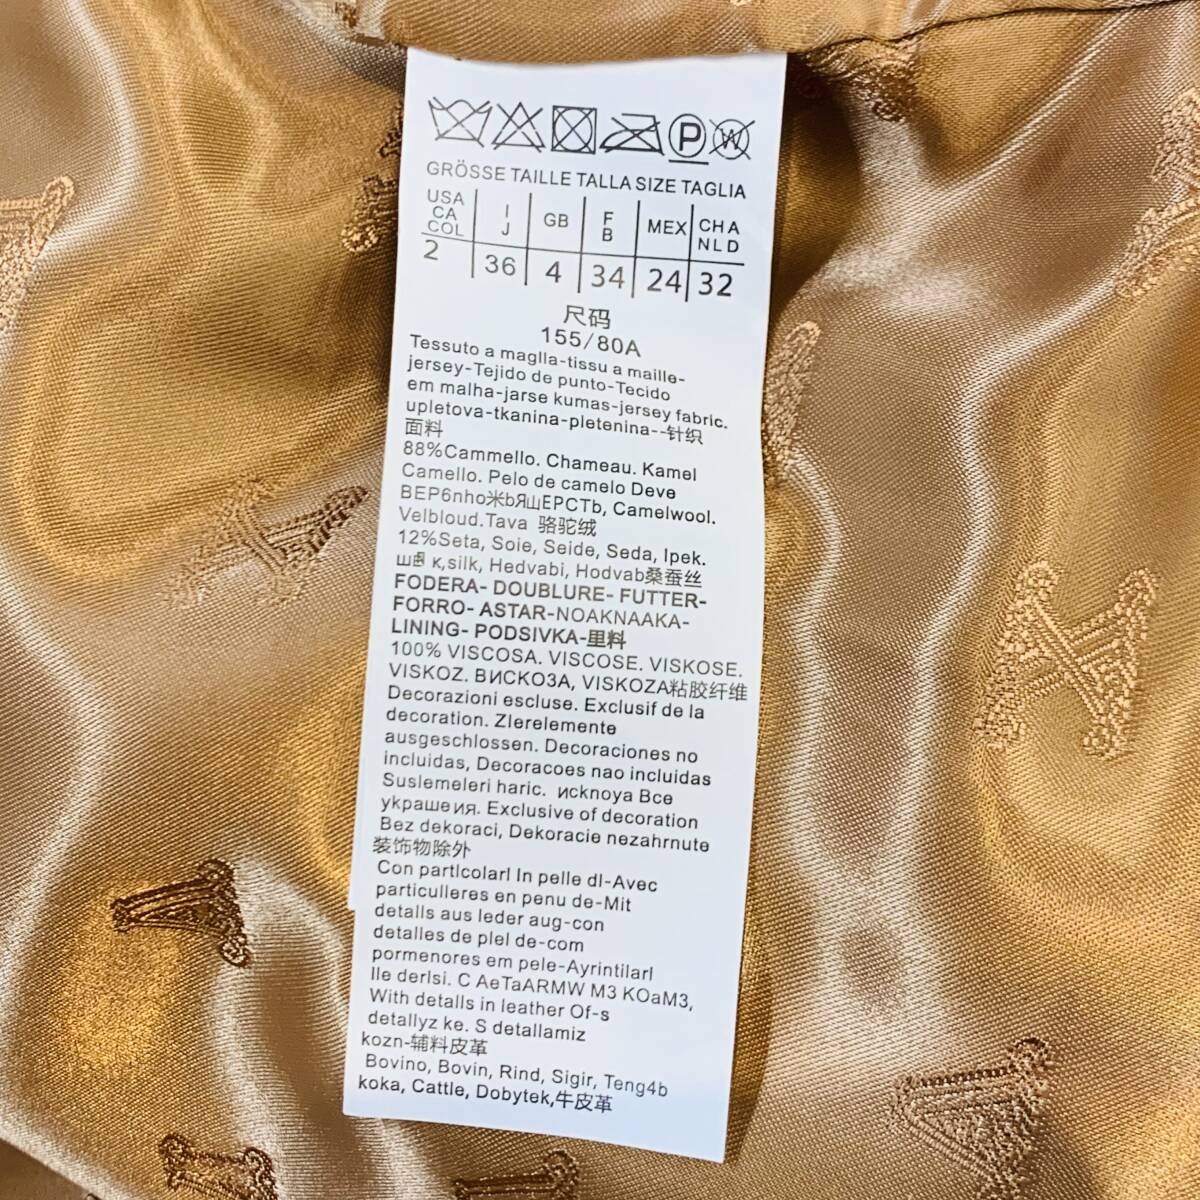 P W
GRÖSSE TAILLE TALLA SIZE TAGLIA
USA CA COL I J GB F B MEX CHA NLD
2 36 4 34 24 32
尺码
155/80A
Tessuto a maglla-tissu a maille-
jersey-Tejido de punto-Tecido
em malha-jarse kumas-jersey fabric.
upletova-tkanina-pletenina--针织
面料
88%Cammello. Chameau. Kamel
Camello. Pelo de camelo Deve
BEP6nho米bЯшEPCTb, Camelwool.
Velbloud.Tava 骆驼绒
12%Seta, Soie, Seide, Seda, Ipek.
к,silk, Hedvabi, Hodvab桑蚕丝
FODERA- DOUBLURE- FUTTER-
FORRO- ASTAR-NOAKNAAKA-
LINING- PODSIVKA-里料
100% VISCOSA. VISCOSE. VISKOSE.
VISKOZ. ВИСКОЗА, VISKOZA粘胶纤维
Decorazioni escluse. Exclusif de la
decoration. Zlerelemente
ausgeschlossen. Decoraciones no
incluidas, Decoracoes nao incluidas
Suslemeleri haric. исknoya Все
украшеия. Exclusive of decoration
Bez dekoraci, Dekoracie nezahrnute
装饰物除外
Con partlcolarl In pelle dl-Avec
particulleres en penu de-Mit
detalls aus leder aug-con
detalles de plel de-com
pormenores em pele-Ayrintilarl
lle derlsi. C AeTaARMW M3 KOaM3,
With detalls in leather Of-s
detallyz ke. S detallamiz
kozn-辅料皮革
Bovino, Bovin, Rind, Sigir, Teng4b
koka, Cattle, Dobytek,牛皮革